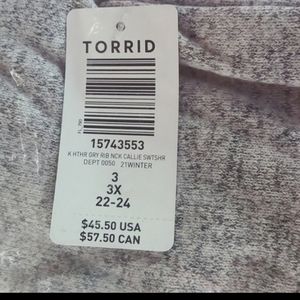 TORRID
15743553
K HTHR GRY RIB NCK CALLIE SWTSHR
DEPT 0050 21WINTER
3
3X
22-24
$45.50 USA
$57.50 CAN